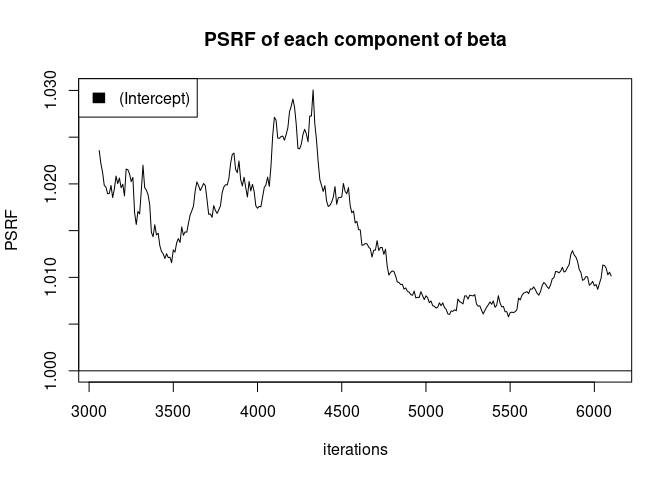 PSRF of each component of beta
(Intercept)
PSRF
1.030
1.020
1.010
1.000
3000 3500 4000 4500 5000 5500 6000
iterations